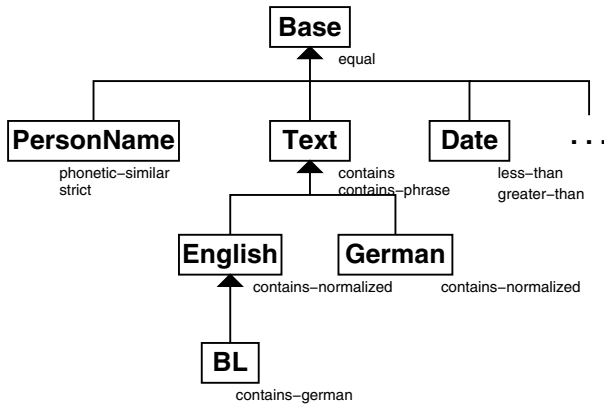 Base
equal
PersonName
Text
Date
. . .
phonetic−similar
strict
contains
contains−phrase
less−than
greater−than
English
German
contains−normalized
contains−normalized
BL
contains−german